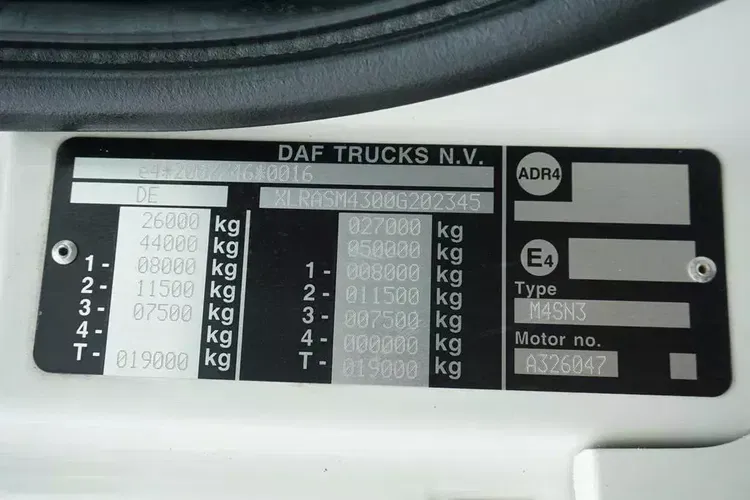 DAF TRUCKS N.V.
e4*2007/46*0016
DE XLRASM4300G202345
26000 kg 027000 kg
44000 kg 050000 kg
1- 08000 kg 1- 008000 kg
2- 11500 kg 2- 011500 kg
3- 07500 kg 3- 007500 kg
4- kg 4- 000000 kg
T- 019000 kg T- 019000 kg
ADR4
E4
Type
M4SN3
Motor no.
A326047